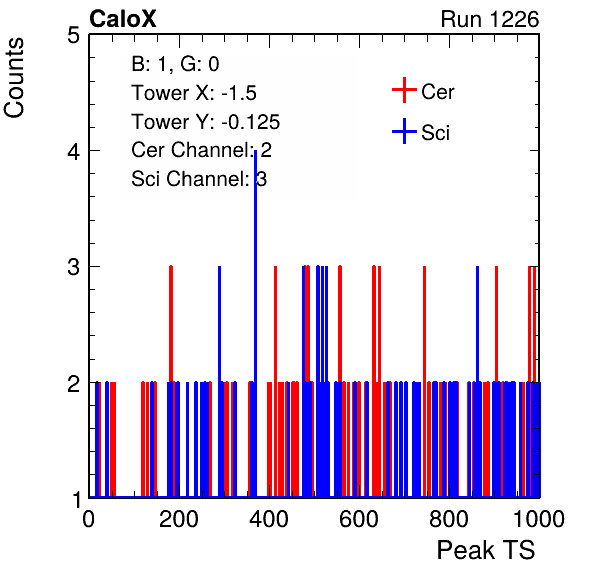 CaloX Run 1226
Counts
B: 1, G: 0
Tower X: -1.5
Tower Y: -0.125
Cer Channel: 2
Sci Channel: 3
Cer
Sci
5
4
3
2
1
0 200 400 600 800 1000
Peak TS